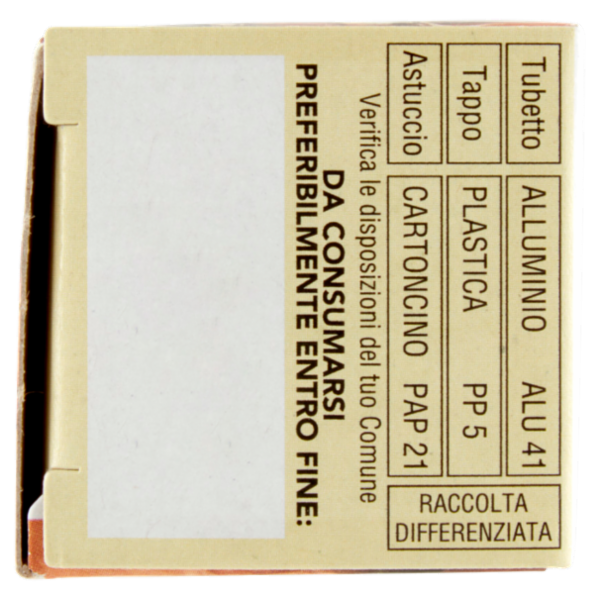 Tubetto ALLUMINIO ALU 41
Tappo PLASTICA PP 5
Astuccio CARTONCINO PAP 21
RACCOLTA
DIFFERENZIATA
Verifica le disposizioni del tuo Comune
DA CONSUMARSI
PREFERIBILMENTE ENTRO FINE: